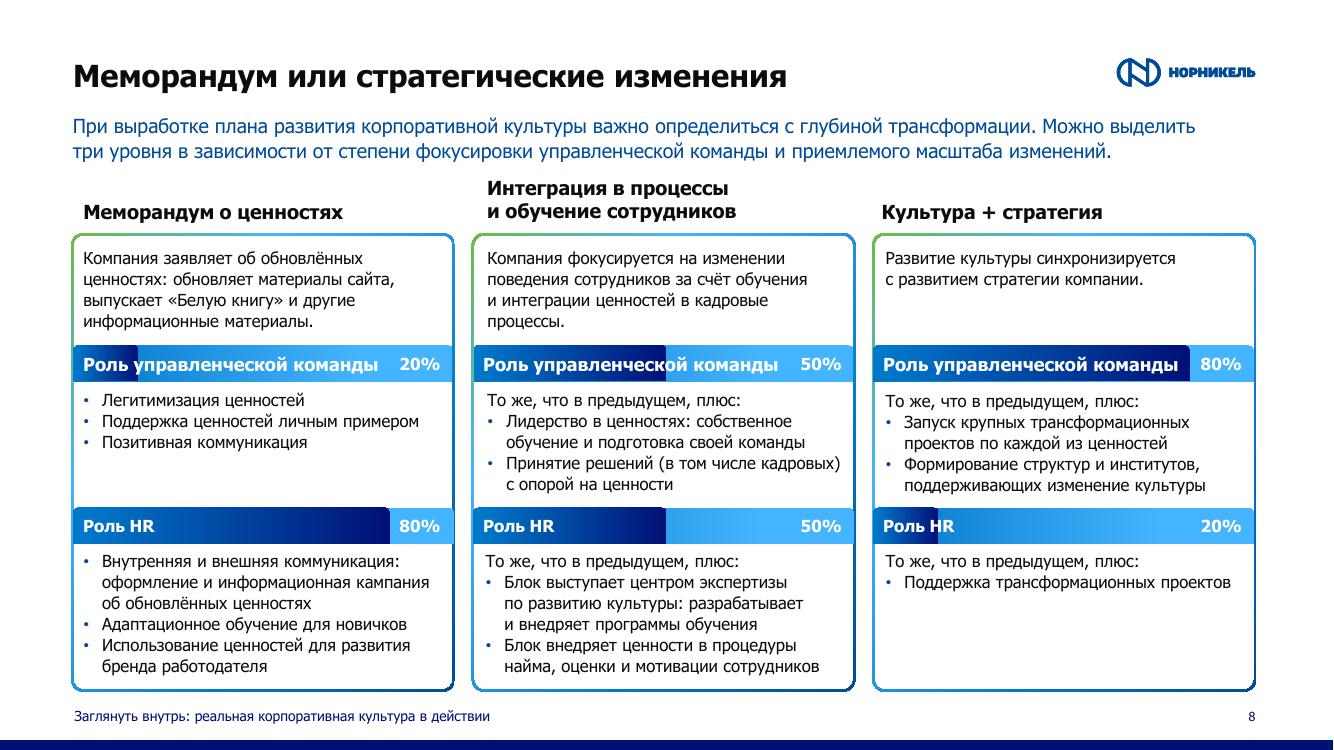 Меморандум или стратегические изменения
НОРНИКЕЛЬ
При выработке плана развития корпоративной культуры важно определиться с глубиной трансформации. Можно выделить
три уровня в зависимости от степени фокусировки управленческой команды и приемлемого масштаба изменений.
Меморандум о ценностях
Компания заявляет об обновлённых
ценностях: обновляет материалы сайта,
выпускает «Белую книгу» и другие
информационные материалы.
Роль управленческой команды 20%
• Легитимизация ценностей
• Поддержка ценностей личным примером
• Позитивная коммуникация
Роль HR 80%
• Внутренняя и внешняя коммуникация:
оформление и информационная кампания
об обновлённых ценностях
• Адаптационное обучение для новичков
• Использование ценностей для развития
бренда работодателя
Интеграция в процессы
и обучение сотрудников
Компания фокусируется на изменении
поведения сотрудников за счёт обучения
и интеграции ценностей в кадровые
процессы.
Роль управленческой команды 50%
То же, что в предыдущем, плюс:
• Лидерство в ценностях: собственное
обучение и подготовка своей команды
• Принятие решений (в том числе кадровых)
с опорой на ценности
Роль HR 50%
То же, что в предыдущем, плюс:
• Блок выступает центром экспертизы
по развитию культуры: разрабатывает
и внедряет программы обучения
• Блок внедряет ценности в процедуры
найма, оценки и мотивации сотрудников
Культура + стратегия
Развитие культуры синхронизируется
с развитием стратегии компании.
Роль управленческой команды 80%
То же, что в предыдущем, плюс:
• Запуск крупных трансформационных
проектов по каждой из ценностей
• Формирование структур и институтов,
поддерживающих изменение культуры
Роль HR 20%
То же, что в предыдущем, плюс:
• Поддержка трансформационных проектов
Заглянуть внутрь: реальная корпоративная культура в действии
8